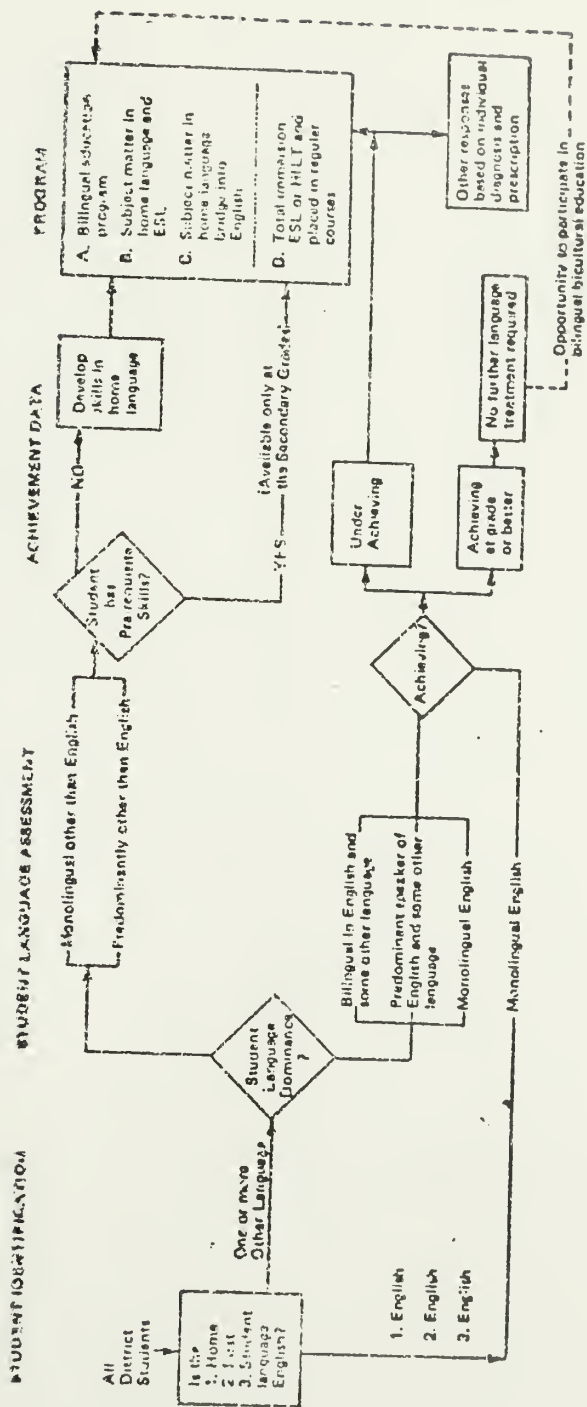 STUDENT IDENTIFICATION
STUDENT LANGUAGE ASSESSMENT
ACHIEVEMENT DATA
PROGRAM
All
District
Students
Is the
1. Home
2. First
3. Student
language
English?
One or more
Other Language
1. English
2. English
3. English
Student
Language
Dominance
?
Monolingual other than English
Predominantly other than English
Bilingual in English and
some other language
Predominant speaker of
English and some other
language
Monolingual English
Monolingual English
Student
has
Prerequisite
Skills?
NO
YES
(Available only at
the Secondary Grades)
Develop
skills in
home
language
Achieving?
Under
Achieving
Achieving
at grade
or better
No further language
treatment required
A. Bilingual education
program
B. Subject matter in
home language and
ESL
C. Subject matter in
home language
bridge into
English
D. Total immersion
ESL or HILT and
placed in regular
courses
Other responses
based on individual
diagnosis and
prescription
Opportunity to participate in
bilingual bicultural education